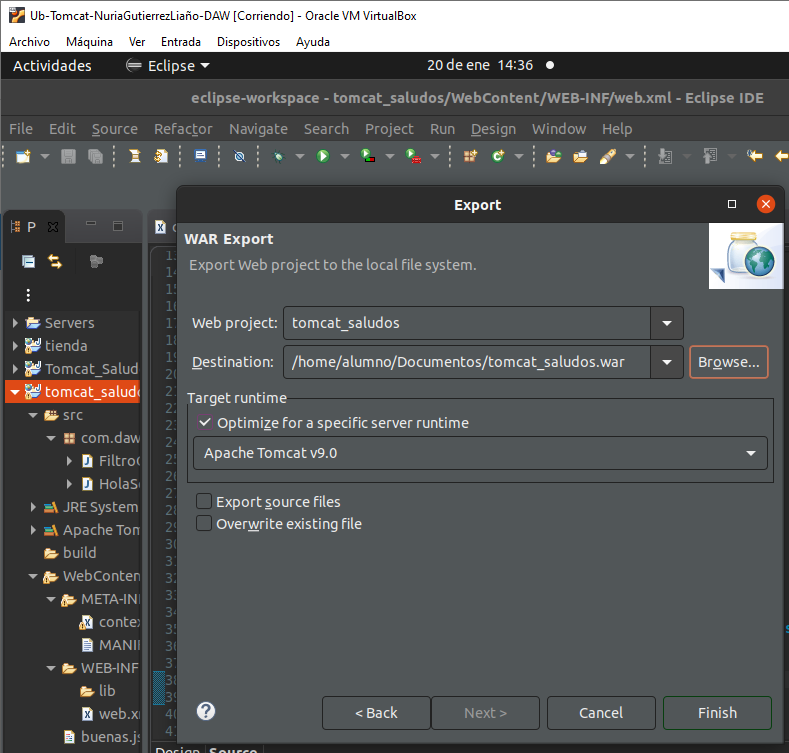 Ub-Tomcat-NuriaGutierrezLiaño-DAW [Corriendo] - Oracle VM VirtualBox
Archivo Máquina Ver Entrada Dispositivos Ayuda
Actividades Eclipse 20 de ene 14:36
eclipse-workspace - tomcat_saludos/WebContent/WEB-INF/web.xml - Eclipse IDE
File Edit Source Refactor Navigate Search Project Run Design Window Help
Export
P
WAR Export
Export Web project to the local file system.
Servers
tienda
Tomcat_Salud
tomcat_saludo
src
com.daw
Filtro
HolaS
JRE System
Apache Tom
build
WebConten
META-IN
conte
MANI
WEB-INF
lib
web.x
buenas.js
Web project: tomcat_saludos
Destination: /home/alumno/Documentos/tomcat_saludos.war Browse...
Target runtime
Optimize for a specific server runtime
Apache Tomcat v9.0
Export source files
Overwrite existing file
< Back Next > Cancel Finish
Design Source